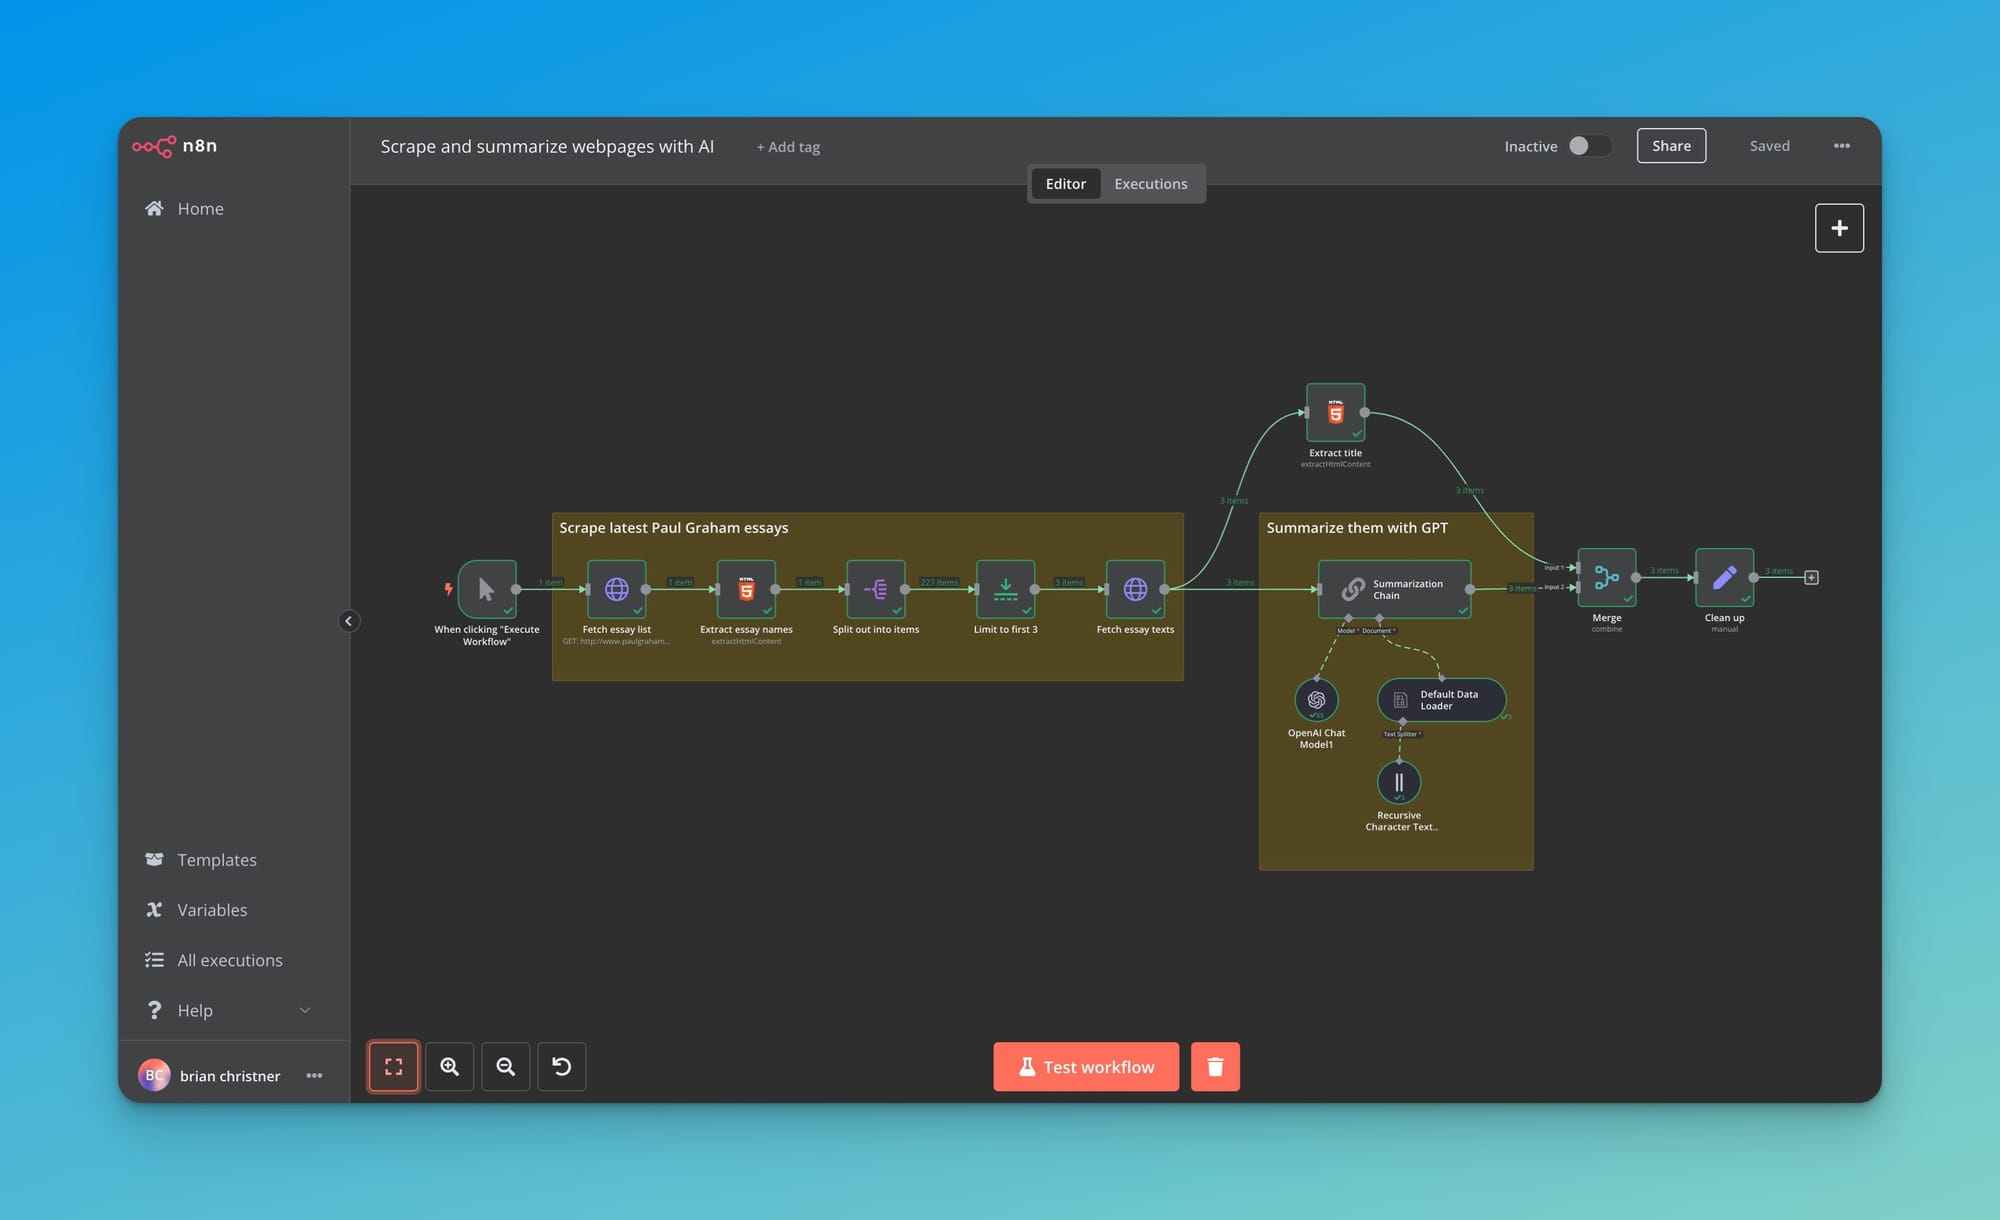 n8n
Scrape and summarize webpages with AI
+ Add tag
Inactive
Share
Saved
Editor
Executions
Home
HTML
Extract title
extractHtmlContent
3 items
3 items
Scrape latest Paul Graham essays
Summarize them with GPT
When clicking "Execute
Workflow"
1 item
Fetch essay list
GET: http://www.paulgraham...
1 item
HTML
Extract essay names
extractHtmlContent
1 item
Split out into items
227 items
Limit to first 3
3 items
Fetch essay texts
3 items
Summarization
Chain
Model *
Document *
3 items
Input 1
Input 2
Merge
combine
3 items
Clean up
manual
3 items
OpenAI Chat
Model1
Default Data
Loader
Text Splitter *
Recursive
Character Text..
Templates
Variables
All executions
Help
BC
brian christner
Test workflow